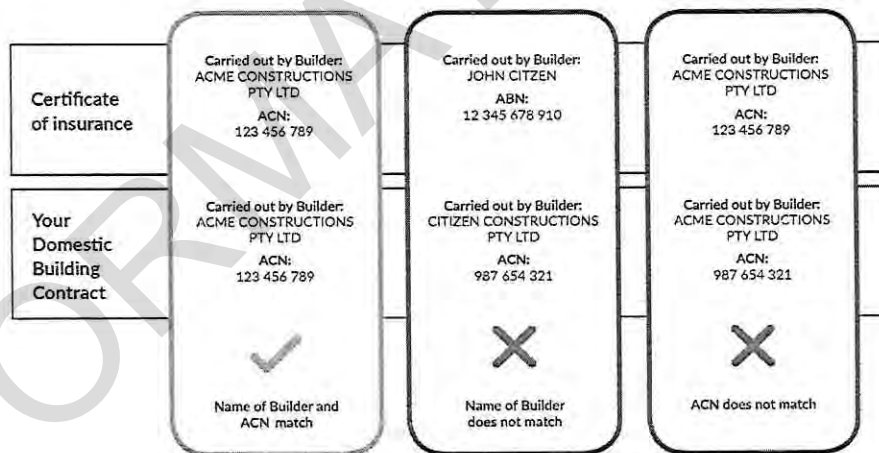 Certificate
of insurance
Carried out by Builder:
ACME CONSTRUCTIONS
PTY LTD
ACN:
123 456 789
Carried out by Builder:
JOHN CITZEN
ABN:
12 345 678 910
Carried out by Builder:
ACME CONSTRUCTIONS
PTY LTD
ACN:
123 456 789
Your
Domestic
Building
Contract
Carried out by Builder:
ACME CONSTRUCTIONS
PTY LTD
ACN:
123 456 789
Carried out by Builder:
CITIZEN CONSTRUCTIONS
PTY LTD
ACN:
987 654 321
Carried out by Builder:
ACME CONSTRUCTIONS
PTY LTD
ACN:
987 654 321
Name of Builder and
ACN match
Name of Builder
does not match
ACN does not match
ORMA